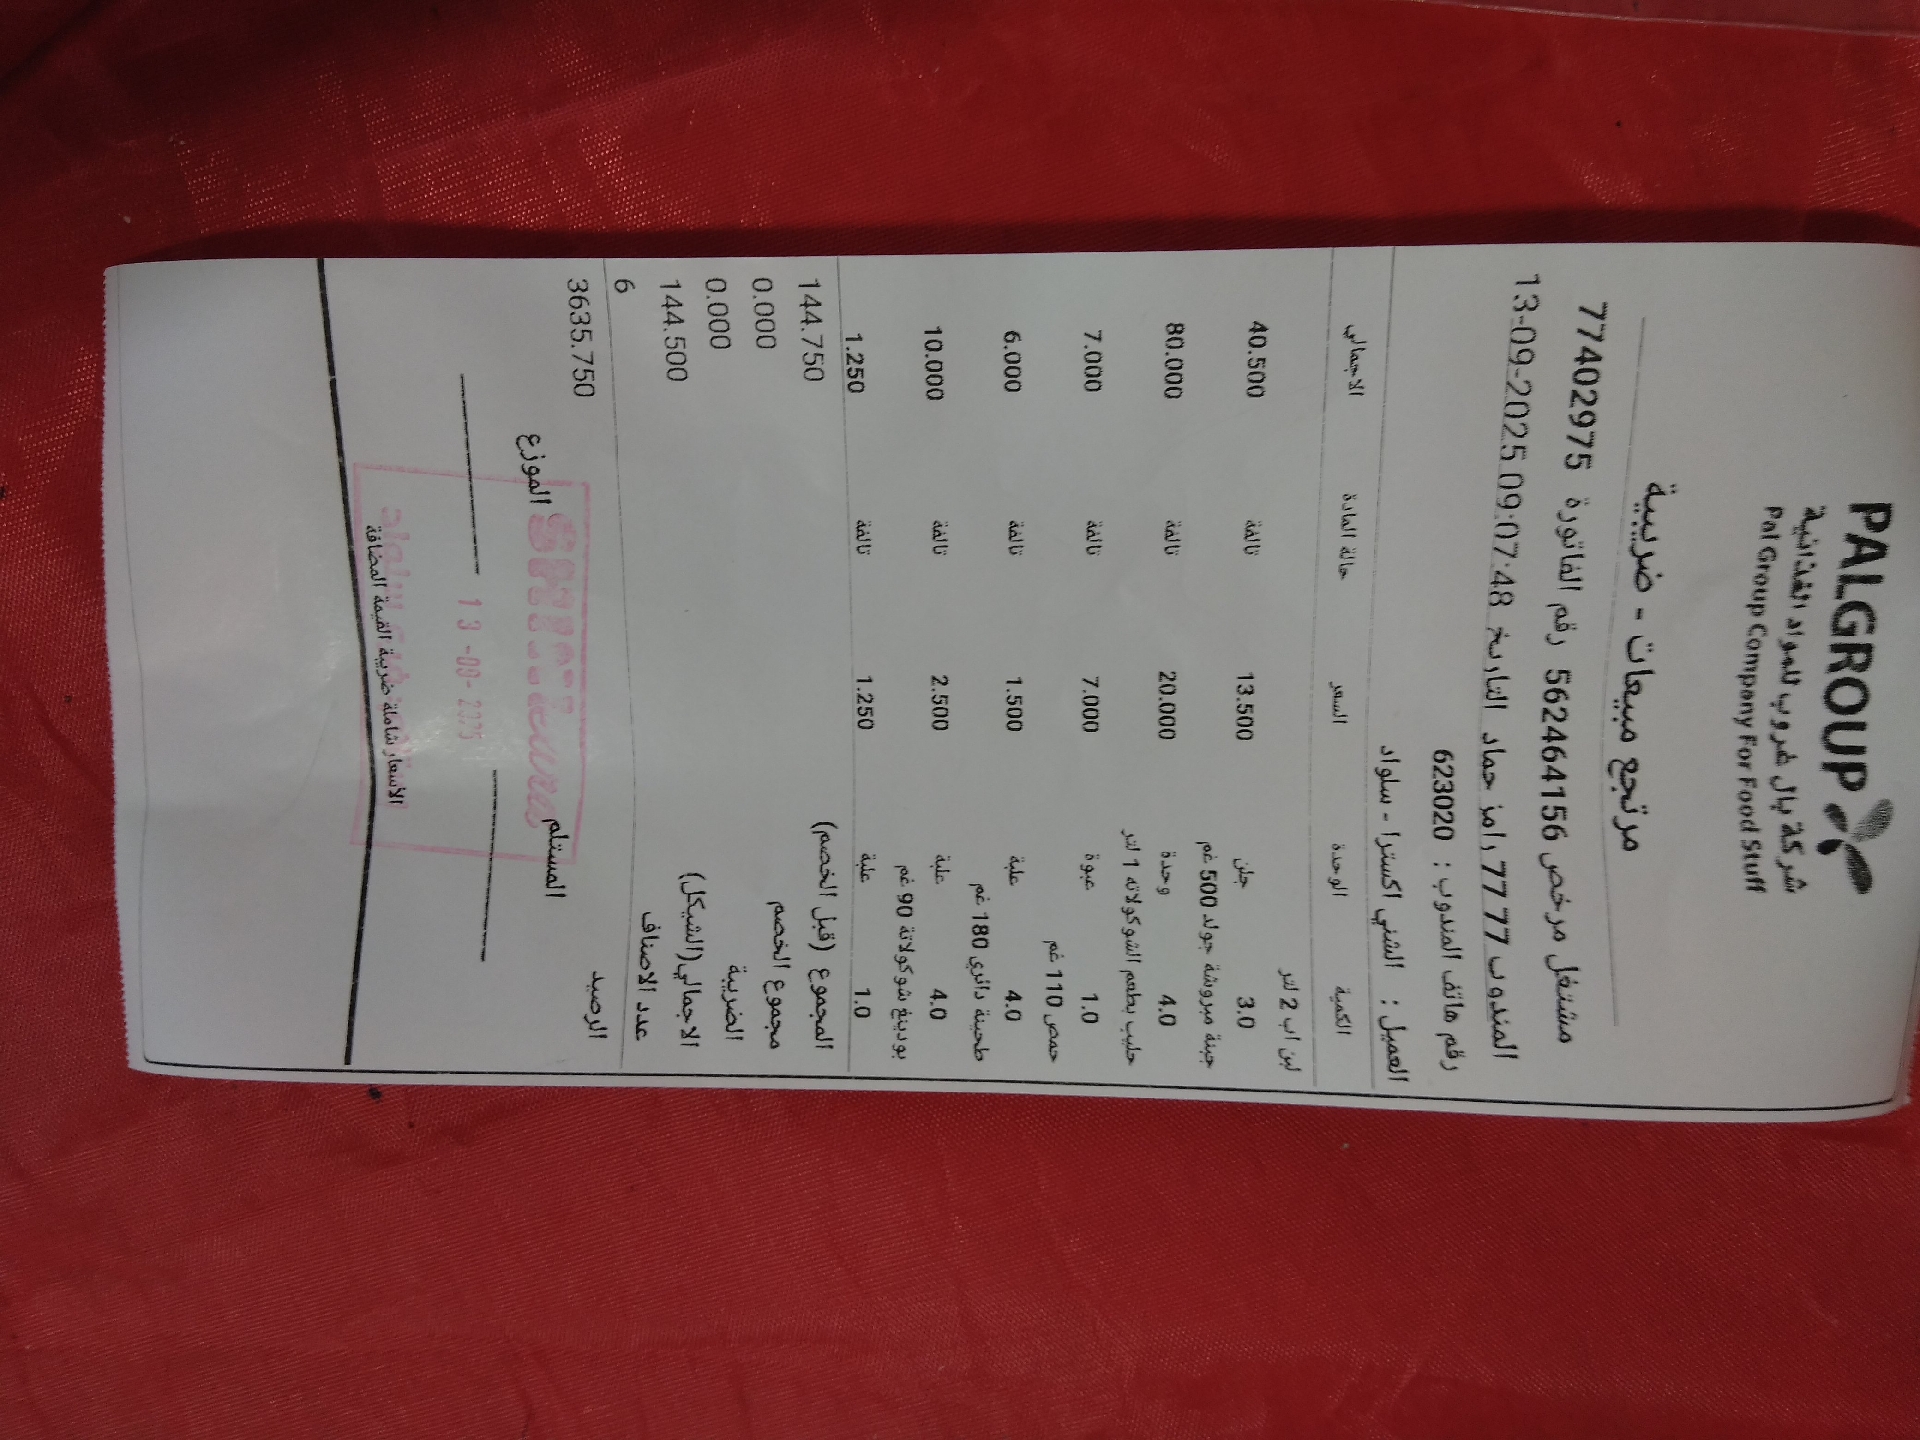 PALGROUP
شركة بال غروب للمواد الغذائية
Pal Group Company For Food Stuff
مرتجع مبيعات - ضريبية
مشتغل مرخص 562464156 رقم الفاتورة 77402975
المندوب 7777 رامز حماد التاريخ 13-09-2025 09:07:48
رقم هاتف المندوب : 623020
العميل : الشني اكسترا - سلواد
الكمية الوحدة السعر حالة المادة الاجمالي
لبن اب 2 لتر
3.0 جلن 13.500 تالفة 40.500
جبنة مبروشة جولد 500 غم
4.0 وحدة 20.000 تالفة 80.000
حليب بطعم الشوكولاته 1 لتر
1.0 عبوة 7.000 تالفة 7.000
حمص 110 غم
4.0 علبة 1.500 تالفة 6.000
طحينة دائري 180 غم
4.0 علبة 2.500 تالفة 10.000
بودينغ شوكولاتة 90 غم
1.0 علبة 1.250 تالفة 1.250
المجموع (قبل الخصم) 144.750
مجموع الخصم 0.000
الضريبة 0.000
الاجمالي(الشيكل) 144.500
عدد الاصناف 6
الرصيد 3635.750
المستلم الموزع
13-09-2025
الأسعار شاملة ضريبة القيمة المضافة